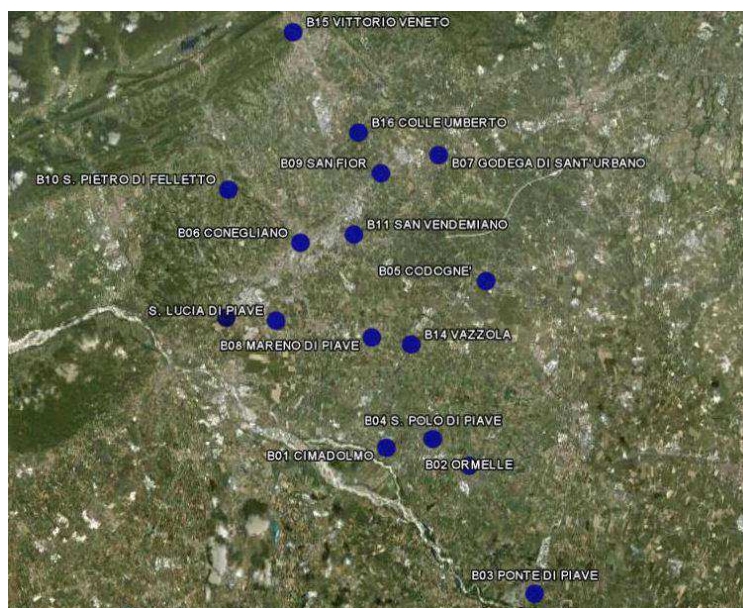 B15 VITTORIO VENETO
B16 COLLE UMBERTO
B09 SAN FIOR
B07 GODEGA DI SANT'URBANO
B10 S. PIETRO DI FELLETTO
B11 SAN VENDEMIANO
B06 CONEGLIANO
B05 CODOGNE'
S. LUCIA DI PIAVE
B08 MARENO DI PIAVE
B14 VAZZOLA
B04 S. POLO DI PIAVE
B01 CIMADOLMO
B02 ORMELLE
B03 PONTE DI PIAVE